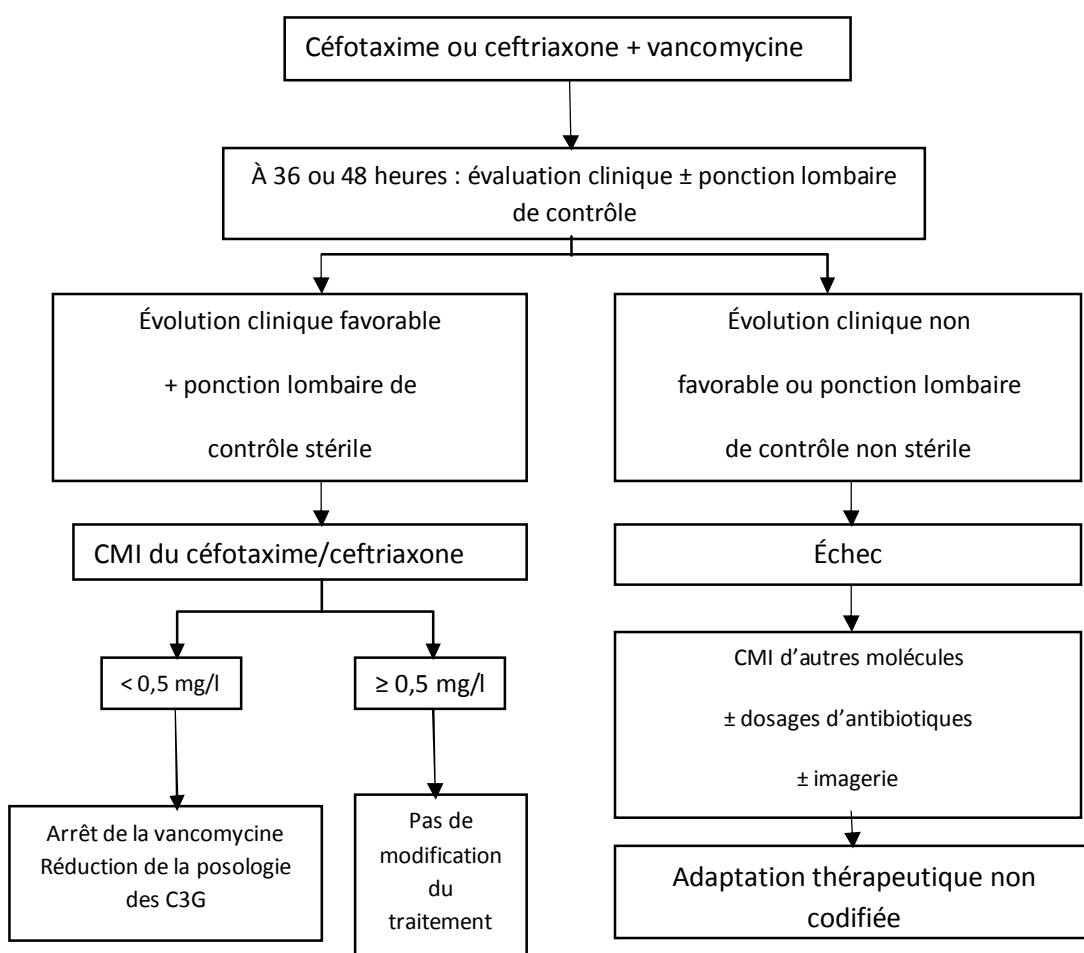 Céfotaxime ou ceftriaxone + vancomycine
À 36 ou 48 heures : évaluation clinique ± ponction lombaire
de contrôle
Évolution clinique favorable
+ ponction lombaire de
contrôle stérile
Évolution clinique non
favorable ou ponction lombaire
de contrôle non stérile
CMI du céfotaxime/ceftriaxone
Échec
< 0,5 mg/l
≥ 0,5 mg/l
CMI d’autres molécules
± dosages d’antibiotiques
± imagerie
Arrêt de la vancomycine
Réduction de la posologie
des C3G
Pas de
modification
du
traitement
Adaptation thérapeutique non
codifiée